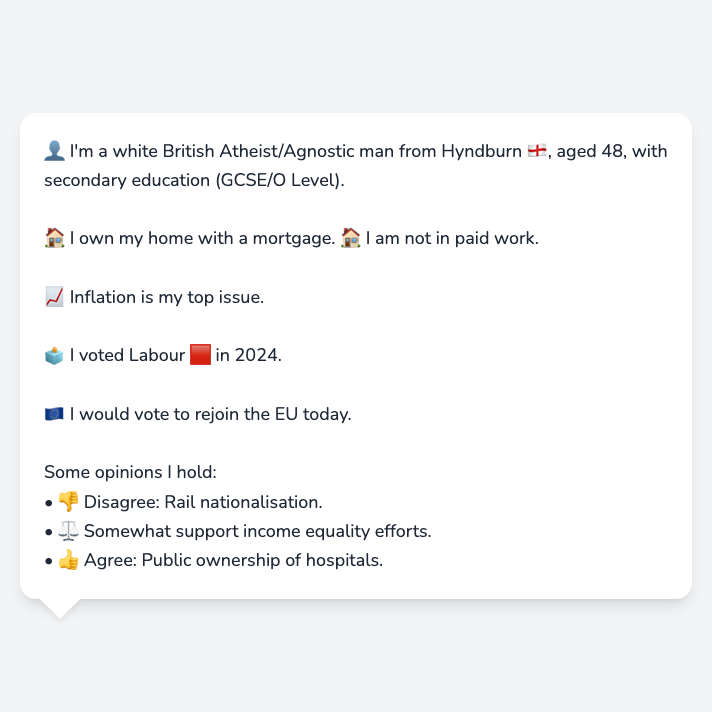 👤 I'm a white British Atheist/Agnostic man from Hyndburn 🏴󠁧󠁢󠁥󠁮󠁧󠁿, aged 48, with
secondary education (GCSE/O Level).
🏠 I own my home with a mortgage. 🏠 I am not in paid work.
📈 Inflation is my top issue.
🗳️ I voted Labour 🟥 in 2024.
🇪🇺 I would vote to rejoin the EU today.
Some opinions I hold:
• 👎 Disagree: Rail nationalisation.
• ⚖️ Somewhat support income equality efforts.
• 👍 Agree: Public ownership of hospitals.